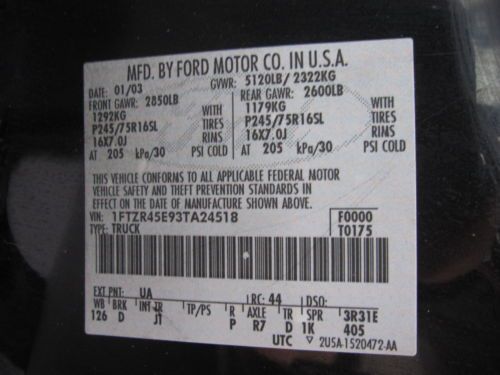 MFD. BY FORD MOTOR CO. IN U.S.A.
DATE: 01/03 GVWR: 5120LB/ 2322KG
FRONT GAWR: 2850LB REAR GAWR: 2600LB
1292KG WITH 1179KG WITH
P245/75R16SL TIRES P245/75R16SL TIRES
16X7.0J RIMS 16X7.0J RIMS
AT 205 kPa/30 PSI COLD AT 205 kPa/30 PSI COLD
THIS VEHICLE CONFORMS TO ALL APPLICABLE FEDERAL MOTOR
VEHICLE SAFETY AND THEFT PREVENTION STANDARDS IN
EFFECT ON THE DATE OF MANUFACTURE SHOWN ABOVE.
VIN: 1FTZR45E93TA24518 F0000
TYPE: TRUCK T0175
EXT PNT: UA RC: 44 DSO:
WB BRK INT TR TP/PS R AXLE TR SPR 3R31E
126 D JT P R7 D 1K 405
UTC ▽ 2USA-1520472-AA